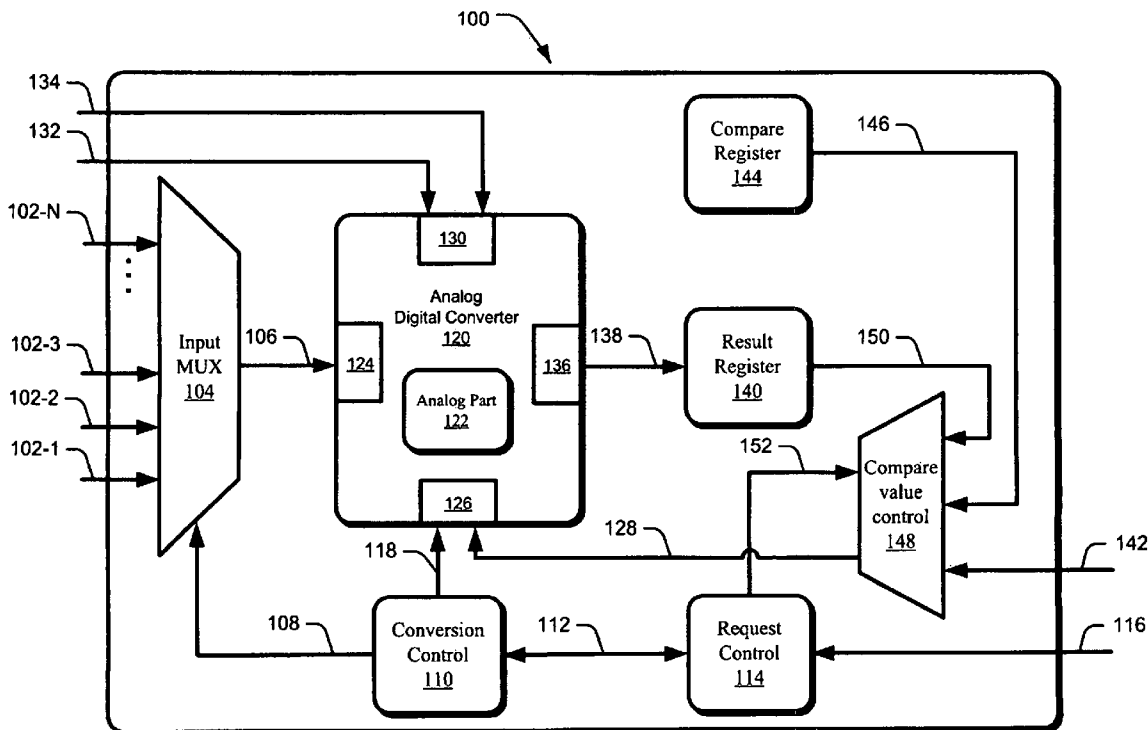 100
134
132
102-N
102-3
102-2
102-1
Input
MUX
104
106
130
Analog
Digital Converter
120
124
136
Analog Part
122
126
138
Compare
Register
144
146
Result
Register
140
150
152
Compare
value
control
148
128
142
118
108
Conversion
Control
110
112
Request
Control
114
116